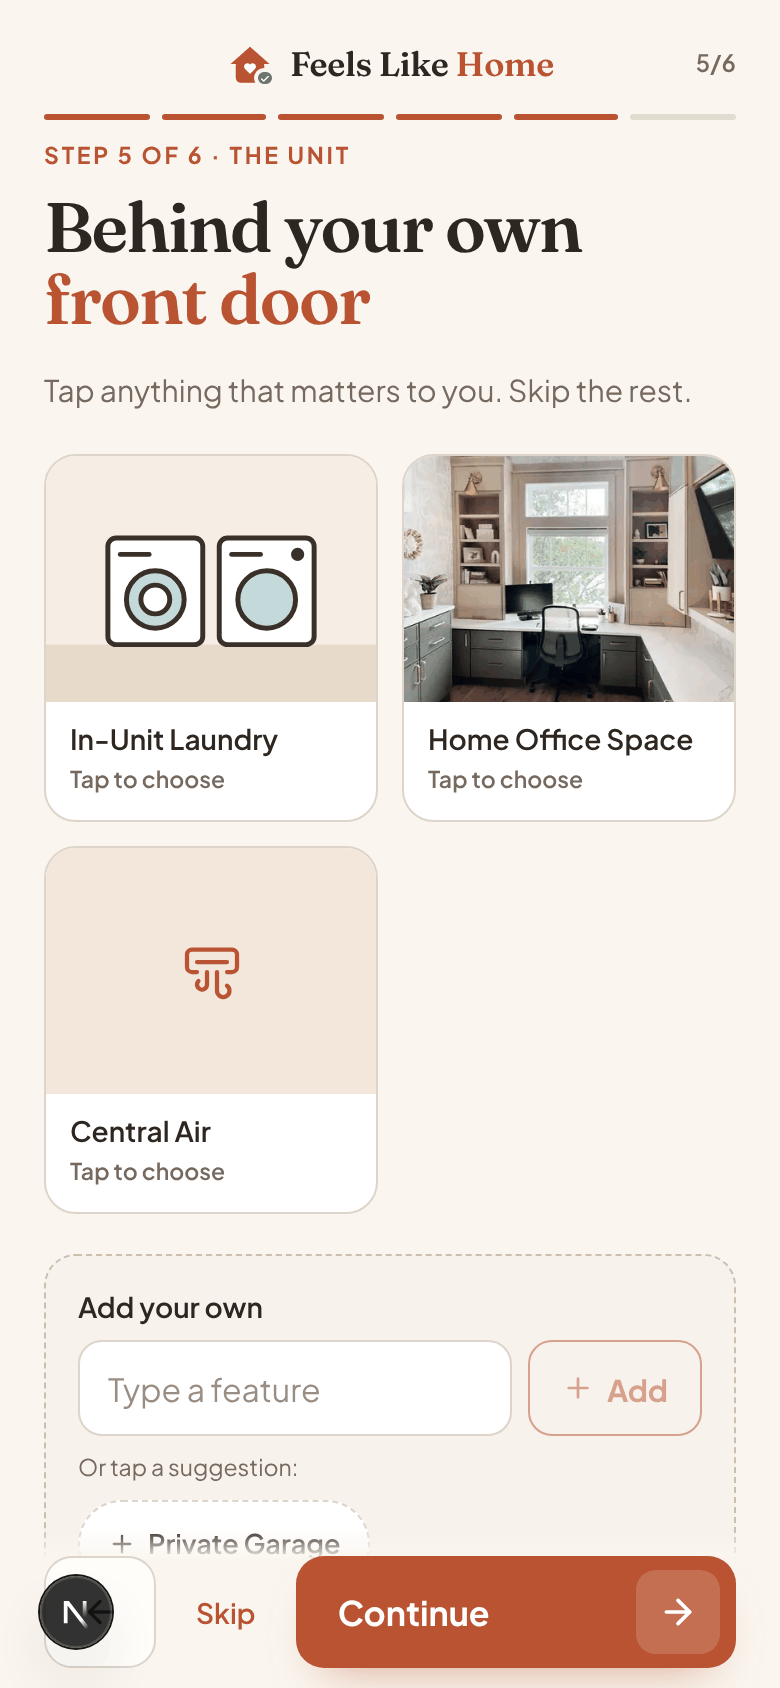 Feels Like Home
5/6
STEP 5 OF 6 · THE UNIT
Behind your own
front door
Tap anything that matters to you. Skip the rest.
In-Unit Laundry
Tap to choose
Home Office Space
Tap to choose
Central Air
Tap to choose
Add your own
Type a feature
+ Add
Or tap a suggestion:
+ Private Garage
N
Skip
Continue